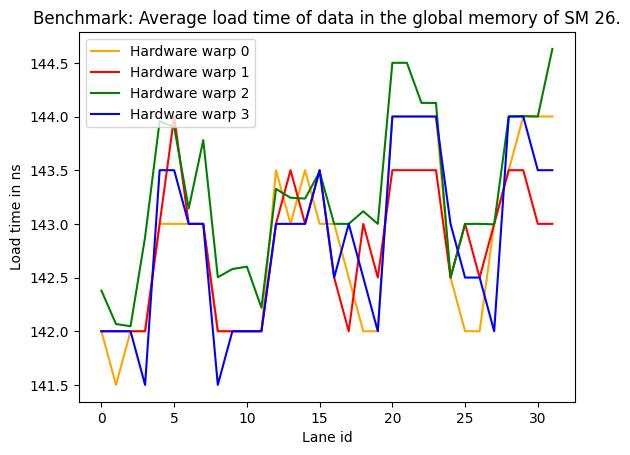 Benchmark: Average load time of data in the global memory of SM 26.
Hardware warp 0
Hardware warp 1
Hardware warp 2
Hardware warp 3
144.5
144.0
143.5
143.0
142.5
142.0
141.5
Load time in ns
0 5 10 15 20 25 30
Lane id